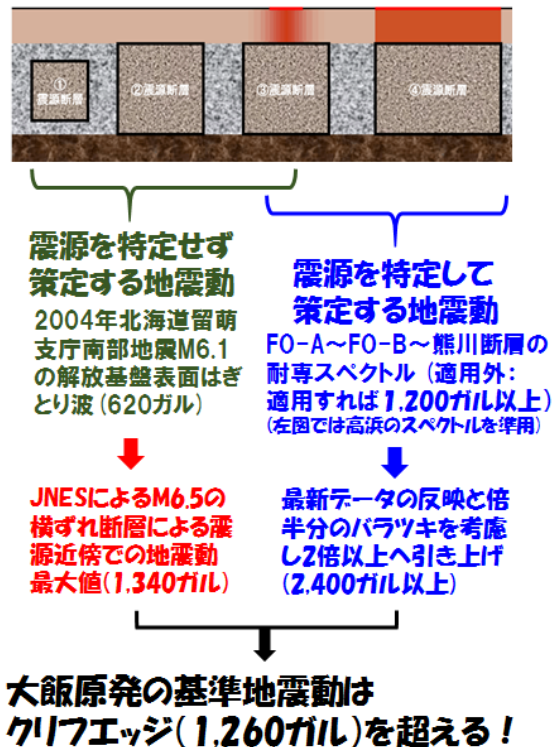 ①
震源断層
②震源断層
③震源断層
④震源断層
震源を特定せず
策定する地震動
2004年北海道留萌
支庁南部地震M6.1
の解放基盤表面はぎ
とり波(620ガル)
震源を特定して
策定する地震動
FO-A~FO-B~熊川断層の
耐専スペクトル(適用外:
適用すれば1,200ガル以上)
(左図では高浜のスペクトルを準用)
JNESによるM6.5の
横ずれ断層による震
源近傍での地震動
最大値(1,340ガル)
最新データの反映と倍
半分のバラツキを考慮
し2倍以上へ引き上げ
(2,400ガル以上)
大飯原発の基準地震動は
クリフエッジ(1,260ガル)を超える!